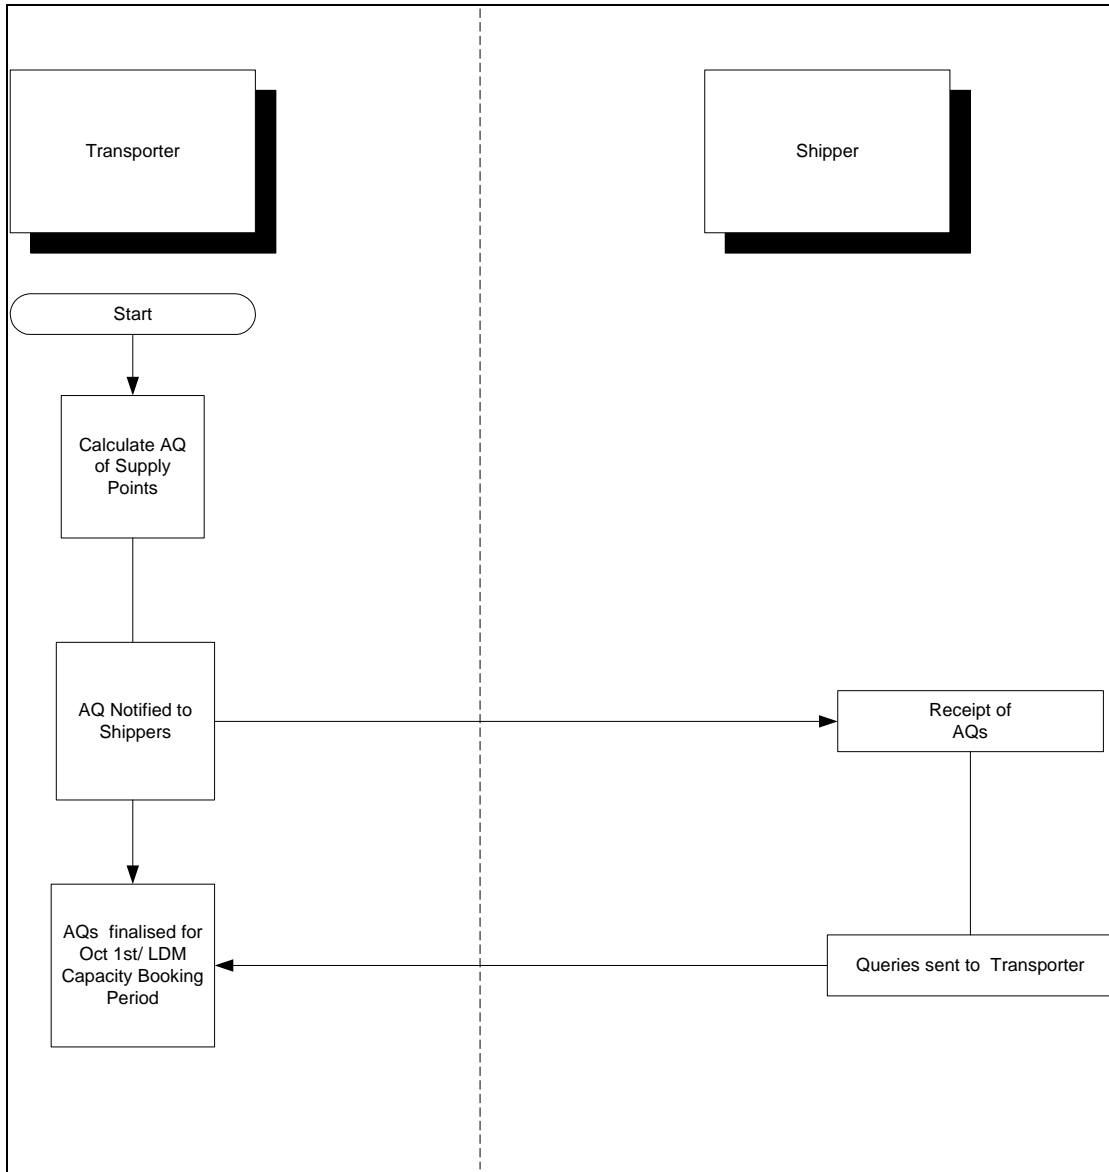 Transporter
Shipper
Start
Calculate AQ
of Supply
Points
AQ Notified to
Shippers
Receipt of
AQs
AQs  finalised for
Oct 1st/ LDM
Capacity Booking
Period
Queries sent to  Transporter